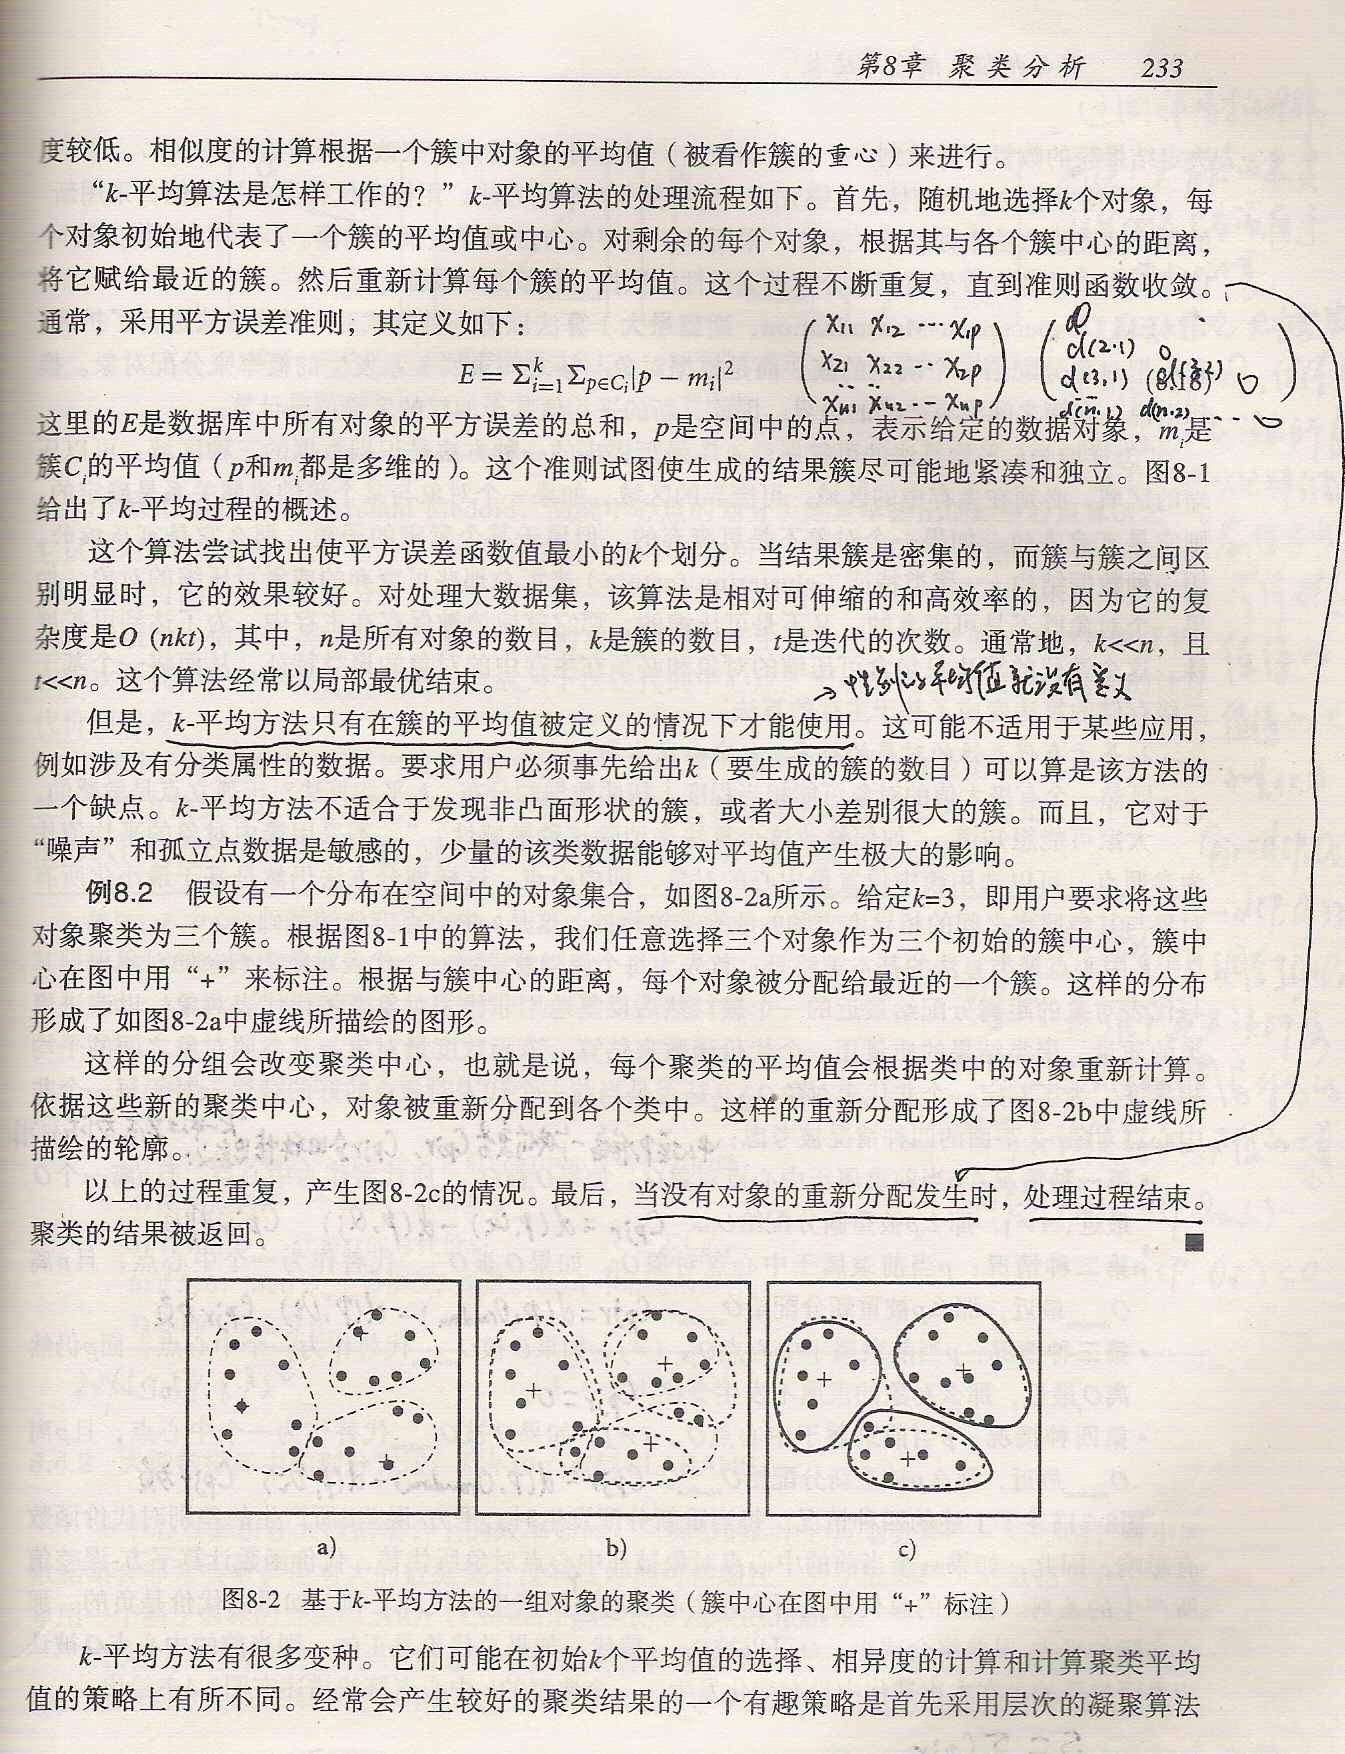 第8章 聚类分析 233
度较低。相似度的计算根据一个簇中对象的平均值（被看作簇的重心）来进行。
“k-平均算法是怎样工作的？”k-平均算法的处理流程如下。首先，随机地选择k个对象，每
个对象初始地代表了一个簇的平均值或中心。对剩余的每个对象，根据其与各个簇中心的距离，
将它赋给最近的簇。然后重新计算每个簇的平均值。这个过程不断重复，直到准则函数收敛。
通常，采用平方误差准则，其定义如下：
x11 x12 ··· x1p
x21 x22 ·· x2p
xn1 xn2 ·· xnp
0
d(2,1) 0
d(3,1) d(3,2) 0
d(n,1) d(n,2) ··· 0
E = Σ^k_{i=1} Σ_{p∈C_i} |p − m_i|² (8.18)
这里的E是数据库中所有对象的平方误差的总和，p是空间中的点，表示给定的数据对象，m_i是
簇C_i的平均值（p和m_i都是多维的）。这个准则试图使生成的结果簇尽可能地紧凑和独立。图8-1
给出了k-平均过程的概述。
这个算法尝试找出使平方误差函数值最小的k个划分。当结果簇是密集的，而簇与簇之间区
别明显时，它的效果较好。对处理大数据集，该算法是相对可伸缩的和高效率的，因为它的复
杂度是O (nkt)，其中，n是所有对象的数目，k是簇的数目，t是迭代的次数。通常地，k<<n，且
t<<n。这个算法经常以局部最优结束。
→性别的平均值就没有意义
但是，k-平均方法只有在簇的平均值被定义的情况下才能使用。这可能不适用于某些应用，
例如涉及有分类属性的数据。要求用户必须事先给出k（要生成的簇的数目）可以算是该方法的
一个缺点。k-平均方法不适合于发现非凸面形状的簇，或者大小差别很大的簇。而且，它对于
“噪声”和孤立点数据是敏感的，少量的该类数据能够对平均值产生极大的影响。
例8.2 假设有一个分布在空间中的对象集合，如图8-2a所示。给定k=3，即用户要求将这些
对象聚类为三个簇。根据图8-1中的算法，我们任意选择三个对象作为三个初始的簇中心，簇中
心在图中用“+”来标注。根据与簇中心的距离，每个对象被分配给最近的一个簇。这样的分布
形成了如图8-2a中虚线所描绘的图形。
这样的分组会改变聚类中心，也就是说，每个聚类的平均值会根据类中的对象重新计算。
依据这些新的聚类中心，对象被重新分配到各个类中。这样的重新分配形成了图8-2b中虚线所
描绘的轮廓。
以上的过程重复，产生图8-2c的情况。最后，当没有对象的重新分配发生时，处理过程结束。
聚类的结果被返回。
a) b) c)
图8-2 基于k-平均方法的一组对象的聚类（簇中心在图中用“+”标注）
k-平均方法有很多变种。它们可能在初始k个平均值的选择、相异度的计算和计算聚类平均
值的策略上有所不同。经常会产生较好的聚类结果的一个有趣策略是首先采用层次的凝聚算法